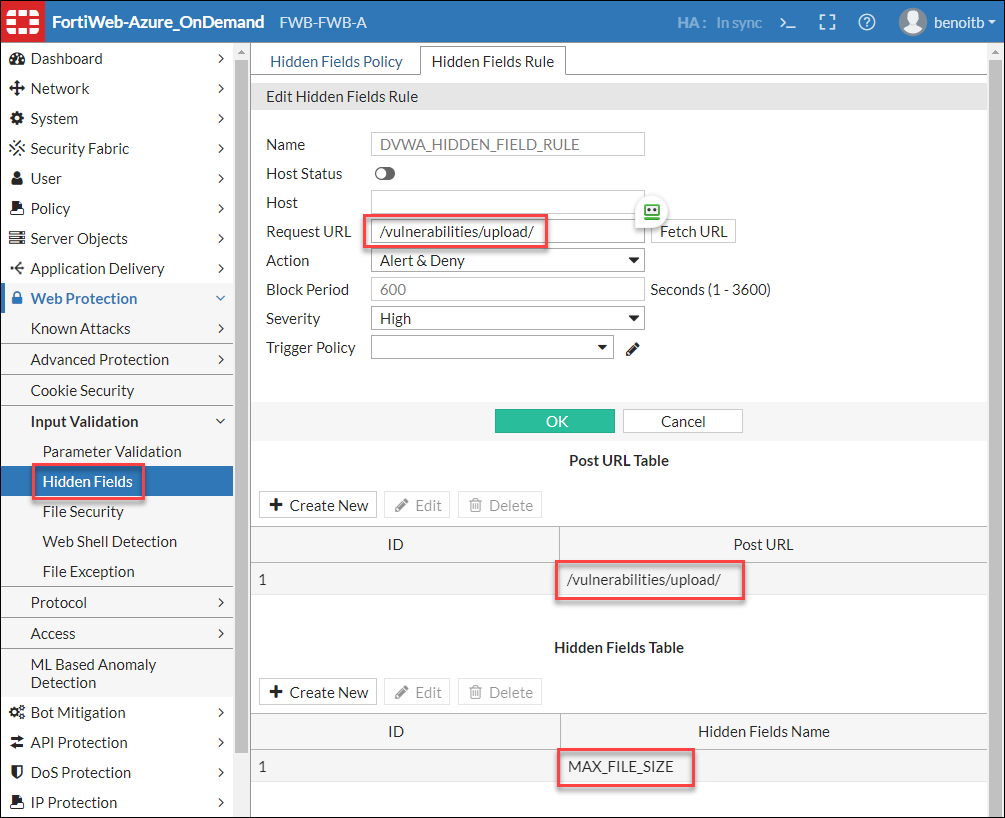 FortiWeb-Azure_OnDemand FWB-FWB-A HA: In sync >_ benoitb
Dashboard
Network
System
Security Fabric
User
Policy
Server Objects
Application Delivery
Web Protection
Known Attacks
Advanced Protection
Cookie Security
Input Validation
Parameter Validation
Hidden Fields
File Security
Web Shell Detection
File Exception
Protocol
Access
ML Based Anomaly
Detection
Bot Mitigation
API Protection
DoS Protection
IP Protection
Hidden Fields Policy Hidden Fields Rule
Edit Hidden Fields Rule
Name DVWA_HIDDEN_FIELD_RULE
Host Status
Host
Request URL /vulnerabilities/upload/ Fetch URL
Action Alert & Deny
Block Period 600 Seconds (1 - 3600)
Severity High
Trigger Policy
OK Cancel
Post URL Table
Create New Edit Delete
ID Post URL
1 /vulnerabilities/upload/
Hidden Fields Table
Create New Edit Delete
ID Hidden Fields Name
1 MAX_FILE_SIZE